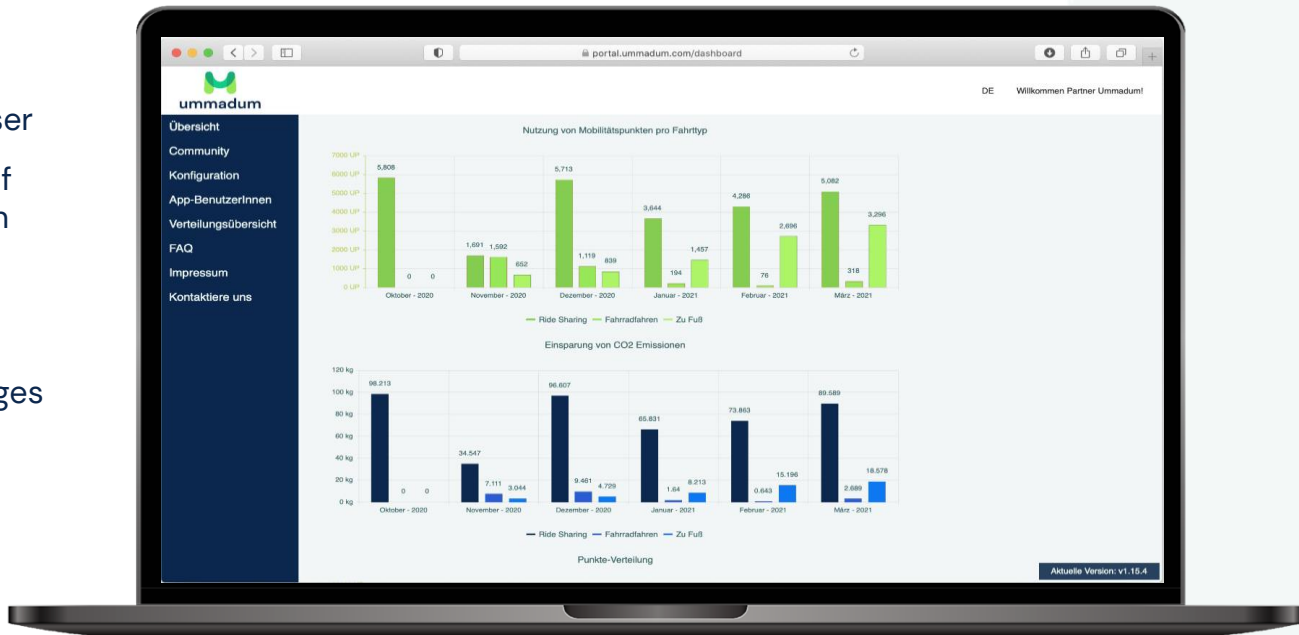 ser
f
n
ges
portal.ummadum.com/dashboard
ummadum
DE Willkommen Partner Ummadum!
Übersicht
Community
Konfiguration
App-BenutzerInnen
Verteilungsübersicht
FAQ
Impressum
Kontaktiere uns
Nutzung von Mobilitätspunkten pro Fahrttyp
7000 UP
6000 UP
5000 UP
4000 UP
3000 UP
2000 UP
1000 UP
0 UP
5,808 0 0
1,691 1,592 652
5,713 1,119 839
3,644 194 1,457
4,286 76 2,696
5,082 318 3,296
Oktober - 2020 November - 2020 Dezember - 2020 Januar - 2021 Februar - 2021 März - 2021
Ride Sharing Fahrradfahren Zu Fuß
Einsparung von CO2 Emissionen
120 kg
100 kg
80 kg
60 kg
40 kg
20 kg
0 kg
98.213 0 0
34.547 7.111 3.044
96.607 9.461 4.729
65.831 1.64 8.213
73.863 0.643 15.196
89.589 2.689 18.578
Oktober - 2020 November - 2020 Dezember - 2020 Januar - 2021 Februar - 2021 März - 2021
Ride Sharing Fahrradfahren Zu Fuß
Punkte-Verteilung
Aktuelle Version: v1.15.4